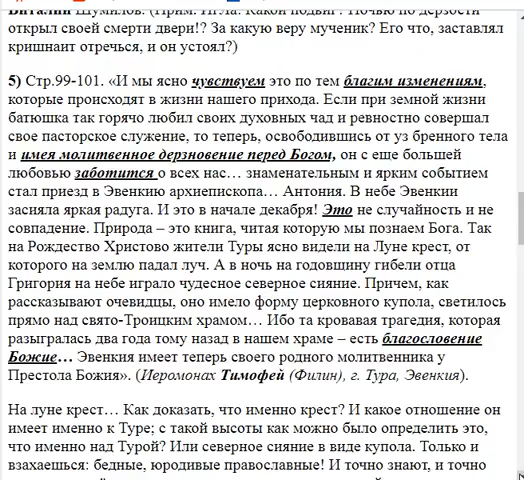 Виталий Шумилов. (Прим. Игла: Какой подвиг? Ночью по дерзости
открыл своей смерти двери!? За какую веру мученик? Его что, заставлял
кришнаит отречься, и он устоял?)
5) Стр.99-101. «И мы ясно чувствуем это по тем благим изменениям,
которые происходят в жизни нашего прихода. Если при земной жизни
батюшка так горячо любил своих духовных чад и ревностно совершал
свое пасторское служение, то теперь, освободившись от уз бренного тела
и имея молитвенное дерзновение перед Богом, он с еще большей
любовью заботится о всех нас… знаменательным и ярким событием
стал приезд в Эвенкию архиепископа… Антония. В небе Эвенкии
засияла яркая радуга. И это в начале декабря! Это не случайность и не
совпадение. Природа – это книга, читая которую мы познаем Бога. Так
на Рождество Христово жители Туры ясно видели на Луне крест, от
которого на землю падал луч. А в ночь на годовщину гибели отца
Григория на небе играло чудесное северное сияние. Причем, как
рассказывают очевидцы, оно имело форму церковного купола, светилось
прямо над свято-Троицким храмом… Ибо та кровавая трагедия, которая
разыгралась два года тому назад в нашем храме – есть благословение
Божие… Эвенкия имеет теперь своего родного молитвенника у
Престола Божия». (Иеромонах Тимофей (Филин), г. Тура, Эвенкия).
На луне крест… Как доказать, что именно крест? И какое отношение он
имеет именно к Туре; с такой высоты как можно было определить это,
что именно над Турой? Или северное сияние в виде купола. Только и
взахаешься: бедные, юродивые православные! И точно знают, и точно